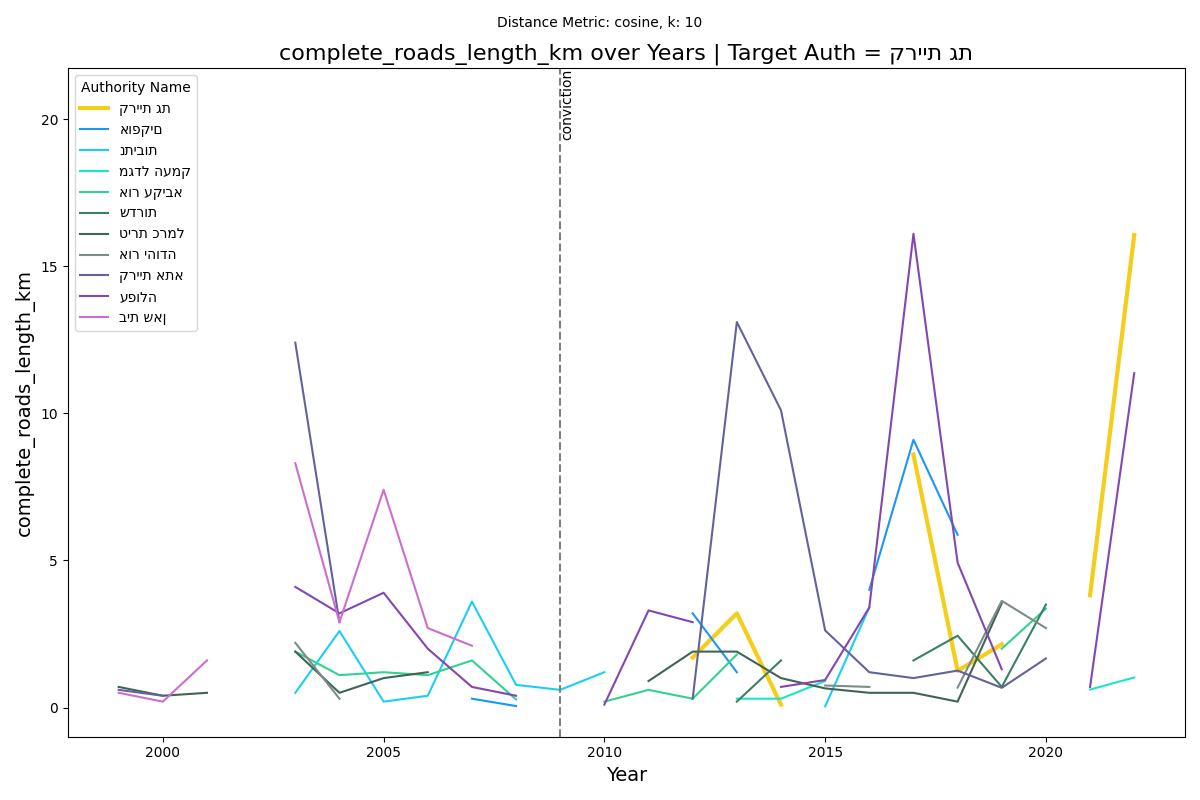 Distance Metric: cosine, k: 10
complete_roads_length_km over Years | Target Auth = קריית גת
Authority Name
קריית גת
אופקים
נתיבות
מגדל העמק
אור עקיבא
שדרות
טירת כרמל
אור יהודה
קריית אתא
עפולה
בית שאן
conviction
complete_roads_length_km
20
15
10
5
0
2000
2005
2010
2015
2020
Year